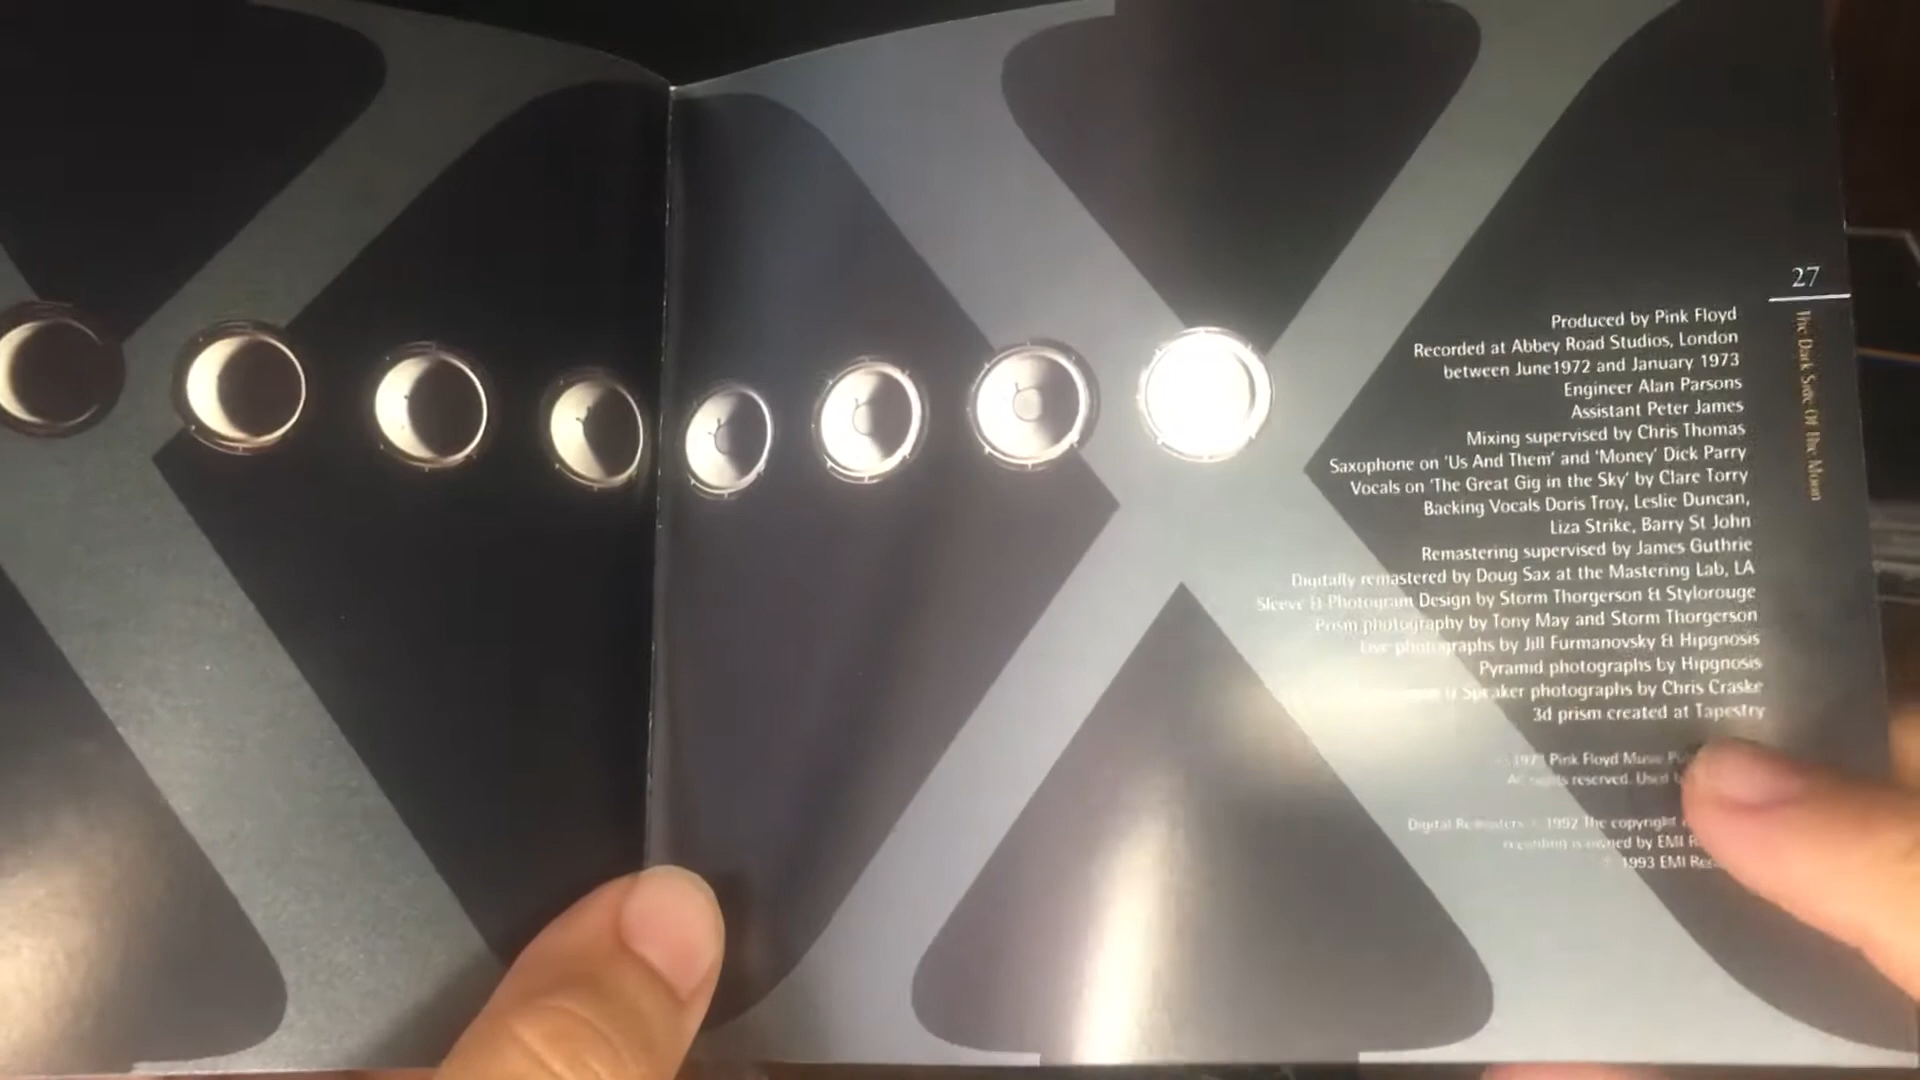 27
The Dark Side Of The Moon
Produced by Pink Floyd
Recorded at Abbey Road Studios, London
between June1972 and January 1973
Engineer Alan Parsons
Assistant Peter James
Mixing supervised by Chris Thomas
Saxophone on 'Us And Them' and 'Money' Dick Parry
Vocals on 'The Great Gig in the Sky' by Clare Torry
Backing Vocals Doris Troy, Leslie Duncan,
Liza Strike, Barry St John
Remastering supervised by James Guthrie
Digitally remastered by Doug Sax at the Mastering Lab, LA
Sleeve & Photogram Design by Storm Thorgerson & Stylorouge
Prism photography by Tony May and Storm Thorgerson
Live photographs by Jill Furmanovsky & Hipgnosis
Pyramid photographs by Hipgnosis
& Speaker photographs by Chris Craske
3d prism created at Tapestry
Pink Floyd Music
All rights reserved. Used
Digital Remasters 1992 The copyright
recording is owned by EMI
1993 EMI